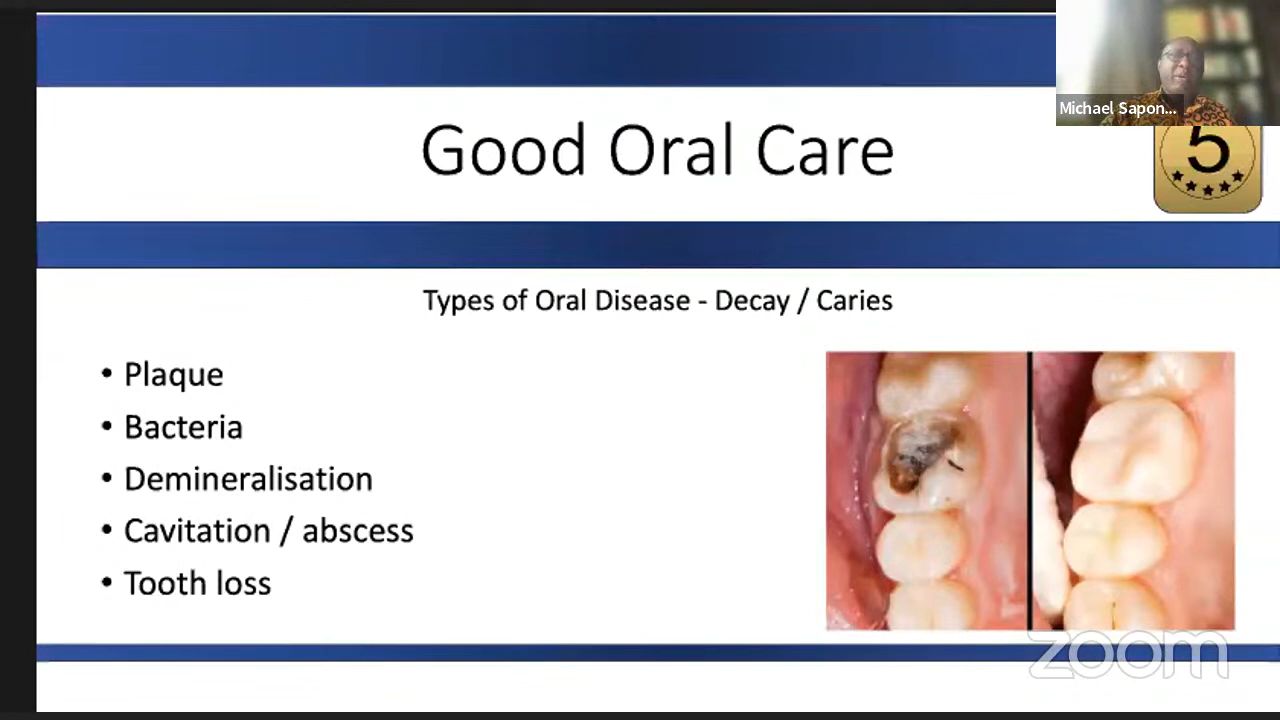 Michael Sapon...
Good Oral Care
5
Types of Oral Disease - Decay / Caries
• Plaque
• Bacteria
• Demineralisation
• Cavitation / abscess
• Tooth loss
zoom